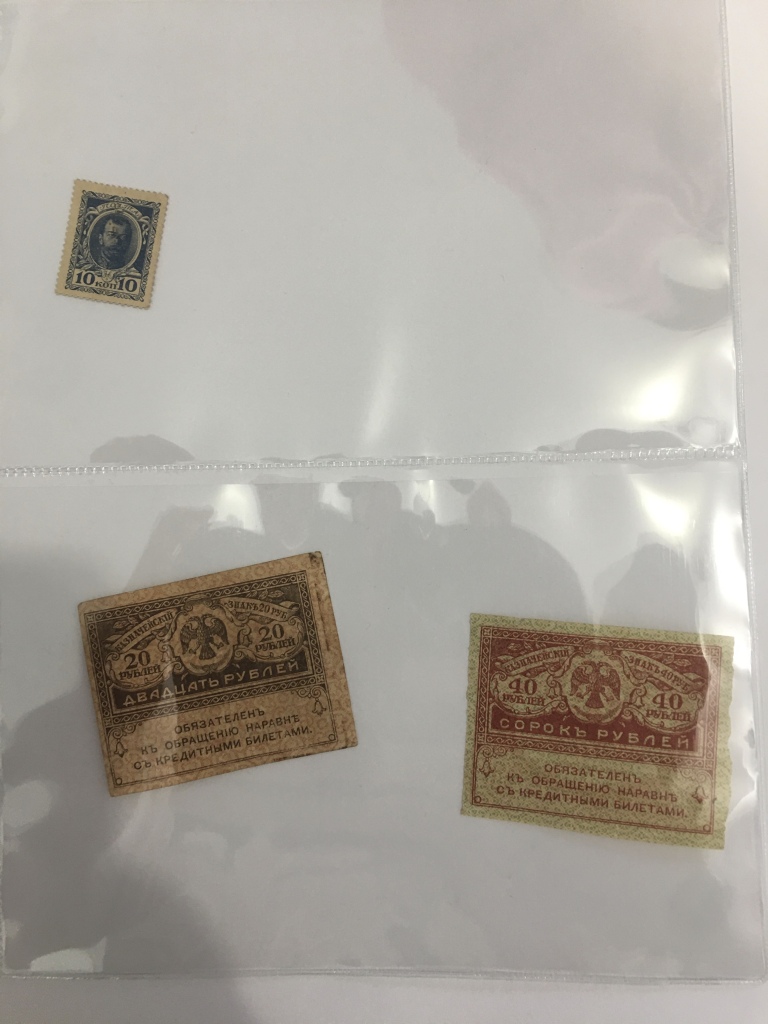 10 коп 10
КАЗНАЧЕЙСКІЙ ЗНАКЪ 20 РУБ
20 РУБЛЕЙ
20 РУБЛЕЙ
ДВАДЦАТЬ РУБЛЕЙ
ОБЯЗАТЕЛЕНЪ
КЪ ОБРАЩЕНІЮ НАРАВНѢ
СЪ КРЕДИТНЫМИ БИЛЕТАМИ.
КАЗНАЧЕЙСКІЙ ЗНАКЪ 40 РУБ
40 РУБЛЕЙ
40 РУБЛЕЙ
СОРОКЪ РУБЛЕЙ
ОБЯЗАТЕЛЕНЪ
КЪ ОБРАЩЕНІЮ НАРАВНѢ
СЪ КРЕДИТНЫМИ БИЛЕТАМИ.